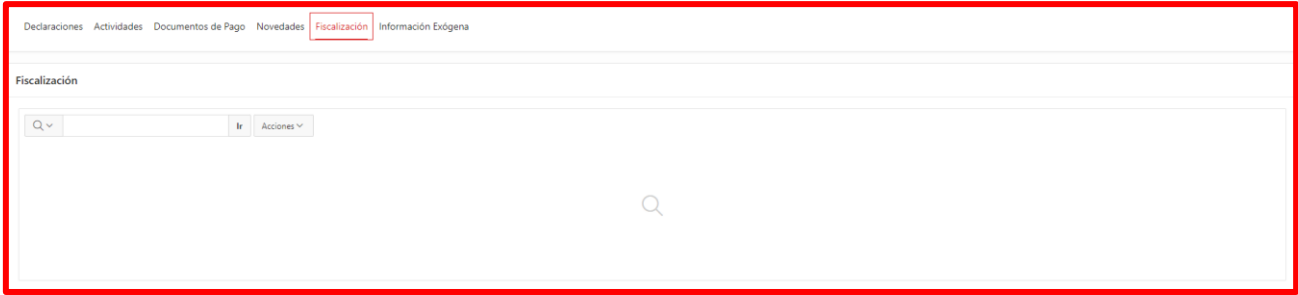 Declaraciones Actividades Documentos de Pago Novedades Fiscalización Información Exógena
Fiscalización
Ir Acciones